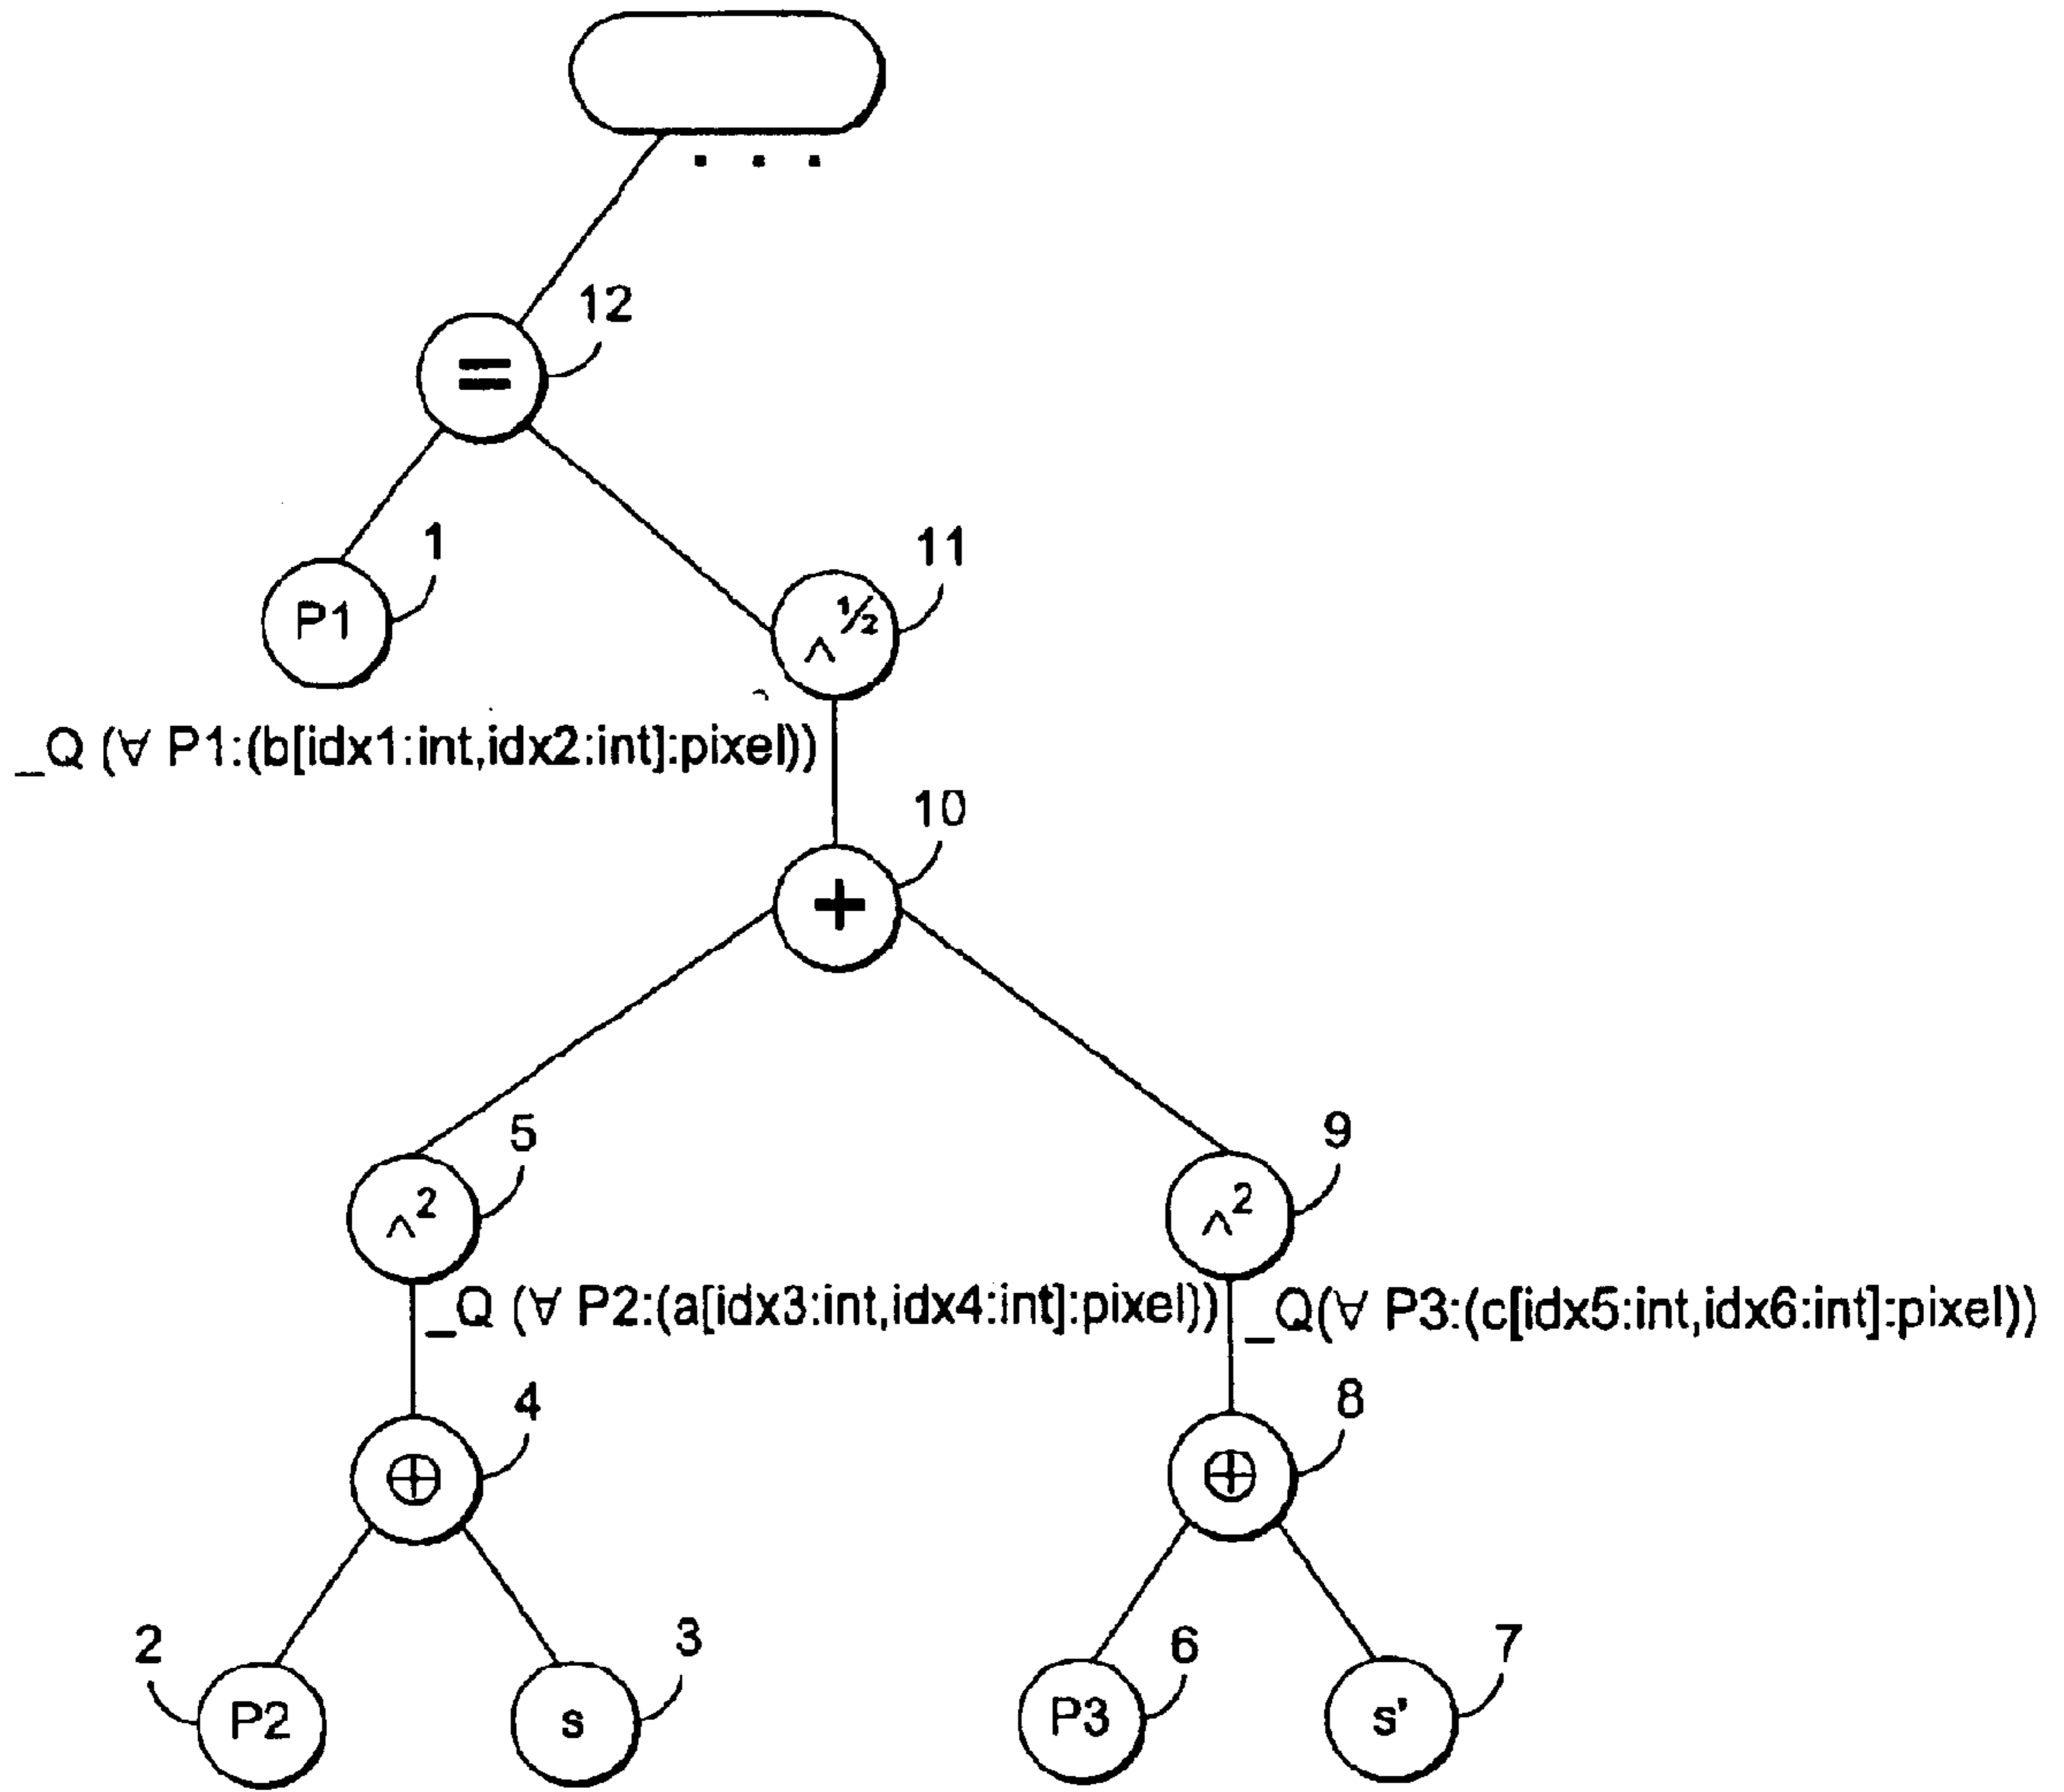 . . .
12
=
1
11
P1
^½
_Q (∀ P1:(b[idx1:int,idx2:int]:pixel))
10
+
5
9
^2
^2
_Q (∀ P2:(a[idx3:int,idx4:int]:pixel))
_Q(∀ P3:(c[idx5:int,idx6:int]:pixel))
4
8
⊕
⊕
2
3
6
7
P2
s
P3
s'